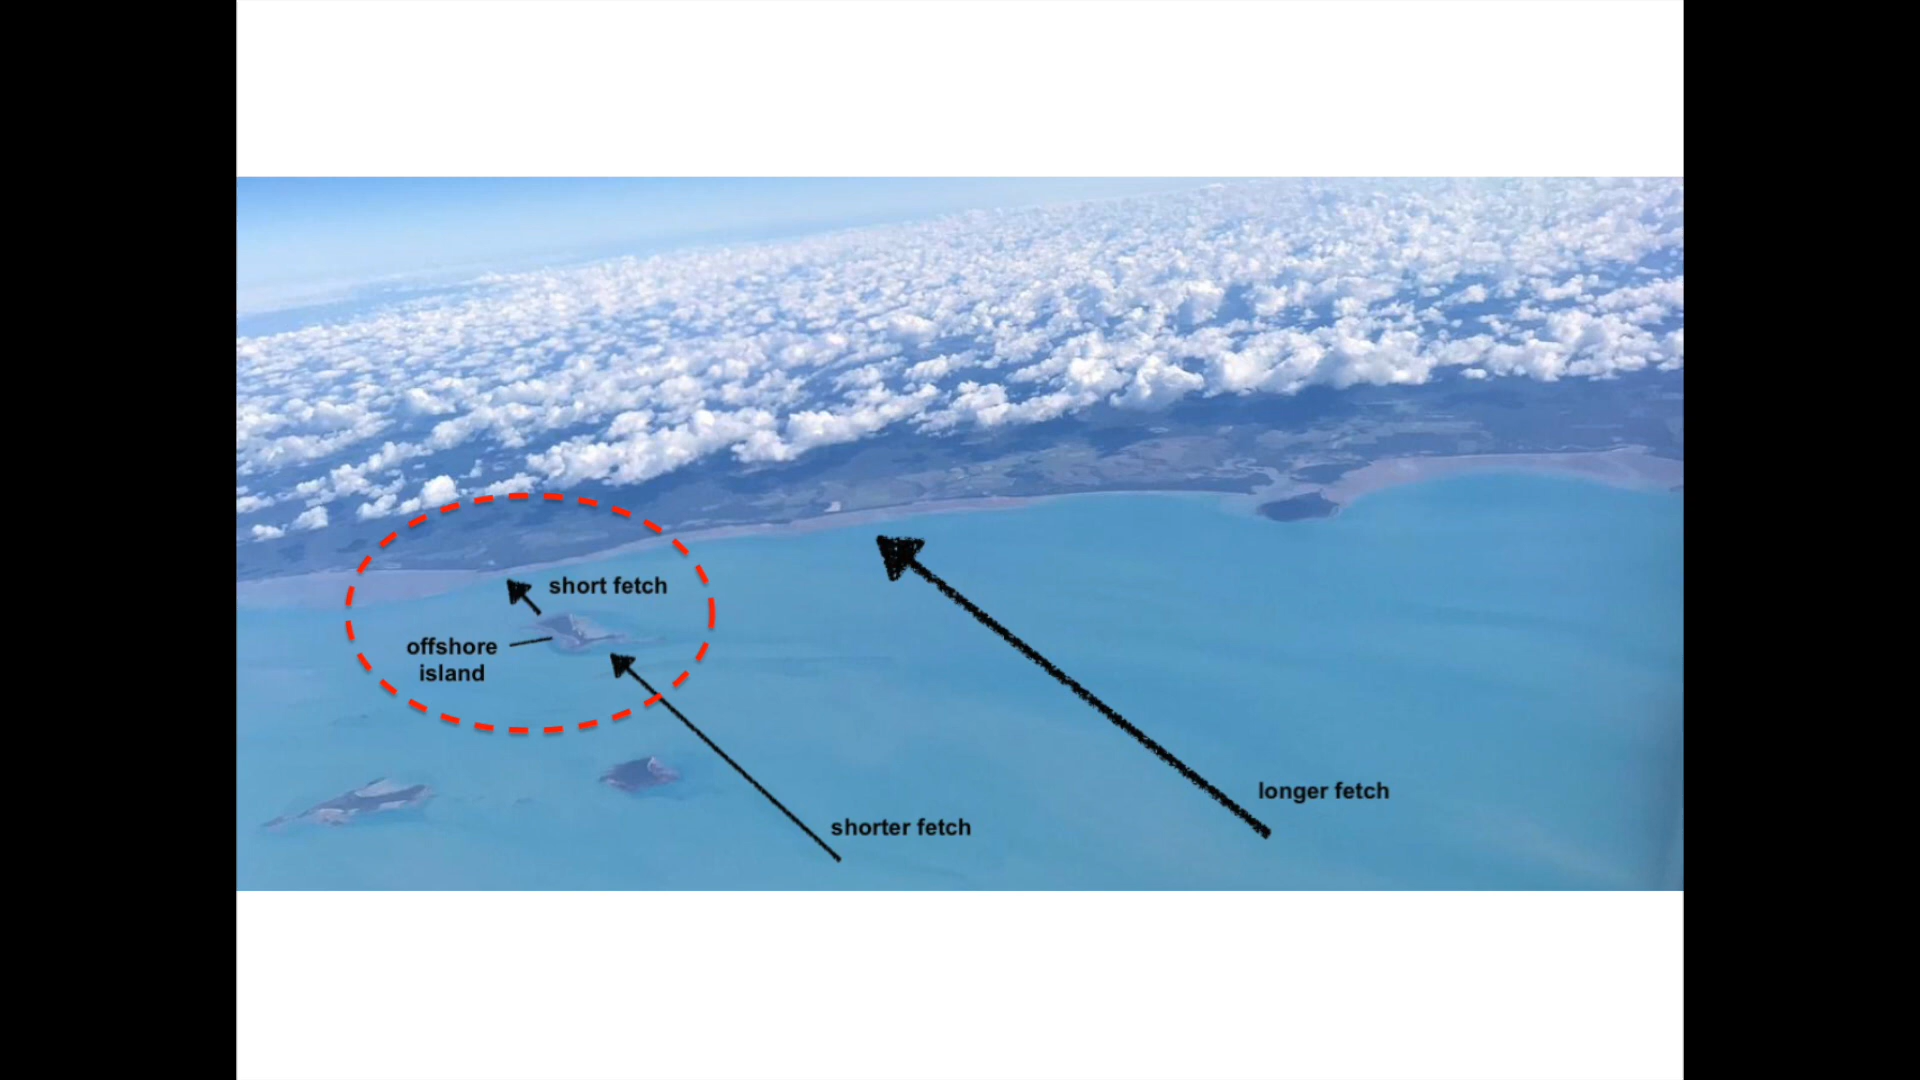 short fetch
offshore
island
shorter fetch
longer fetch